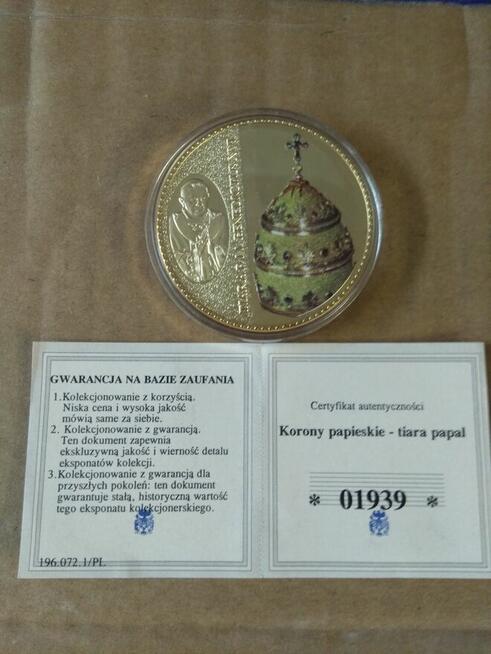 GWARANCJA NA BAZIE ZAUFANIA
1.Kolekcjonowanie z korzyścią.
Niska cena i wysoka jakość
mówią same za siebie.
2. Kolekcjonowanie z gwarancją.
Ten dokument zapewnia
ekskluzywną jakość i wierność detalu
eksponatów kolekcji.
3.Kolekcjonowanie z gwarancją dla
przyszłych pokoleń: ten dokument
gwarantuje stałą, historyczną wartość
tego eksponatu kolekcjonerskiego.
196.072.1/PL
Certyfikat autentyczności
Korony papieskie - tiara papal
* 01939 *